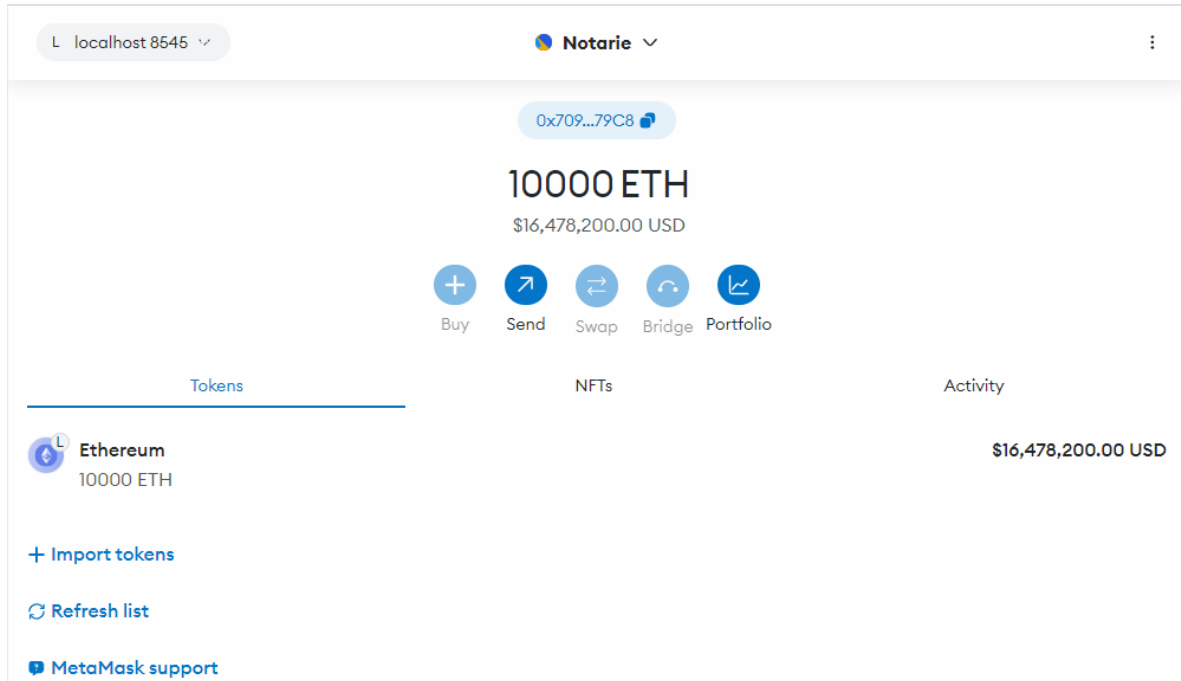 L localhost 8545
Notarie
0x709...79C8
10000 ETH
$16,478,200.00 USD
Buy Send Swap Bridge Portfolio
Tokens NFTs Activity
L
Ethereum $16,478,200.00 USD
10000 ETH
Import tokens
Refresh list
MetaMask support